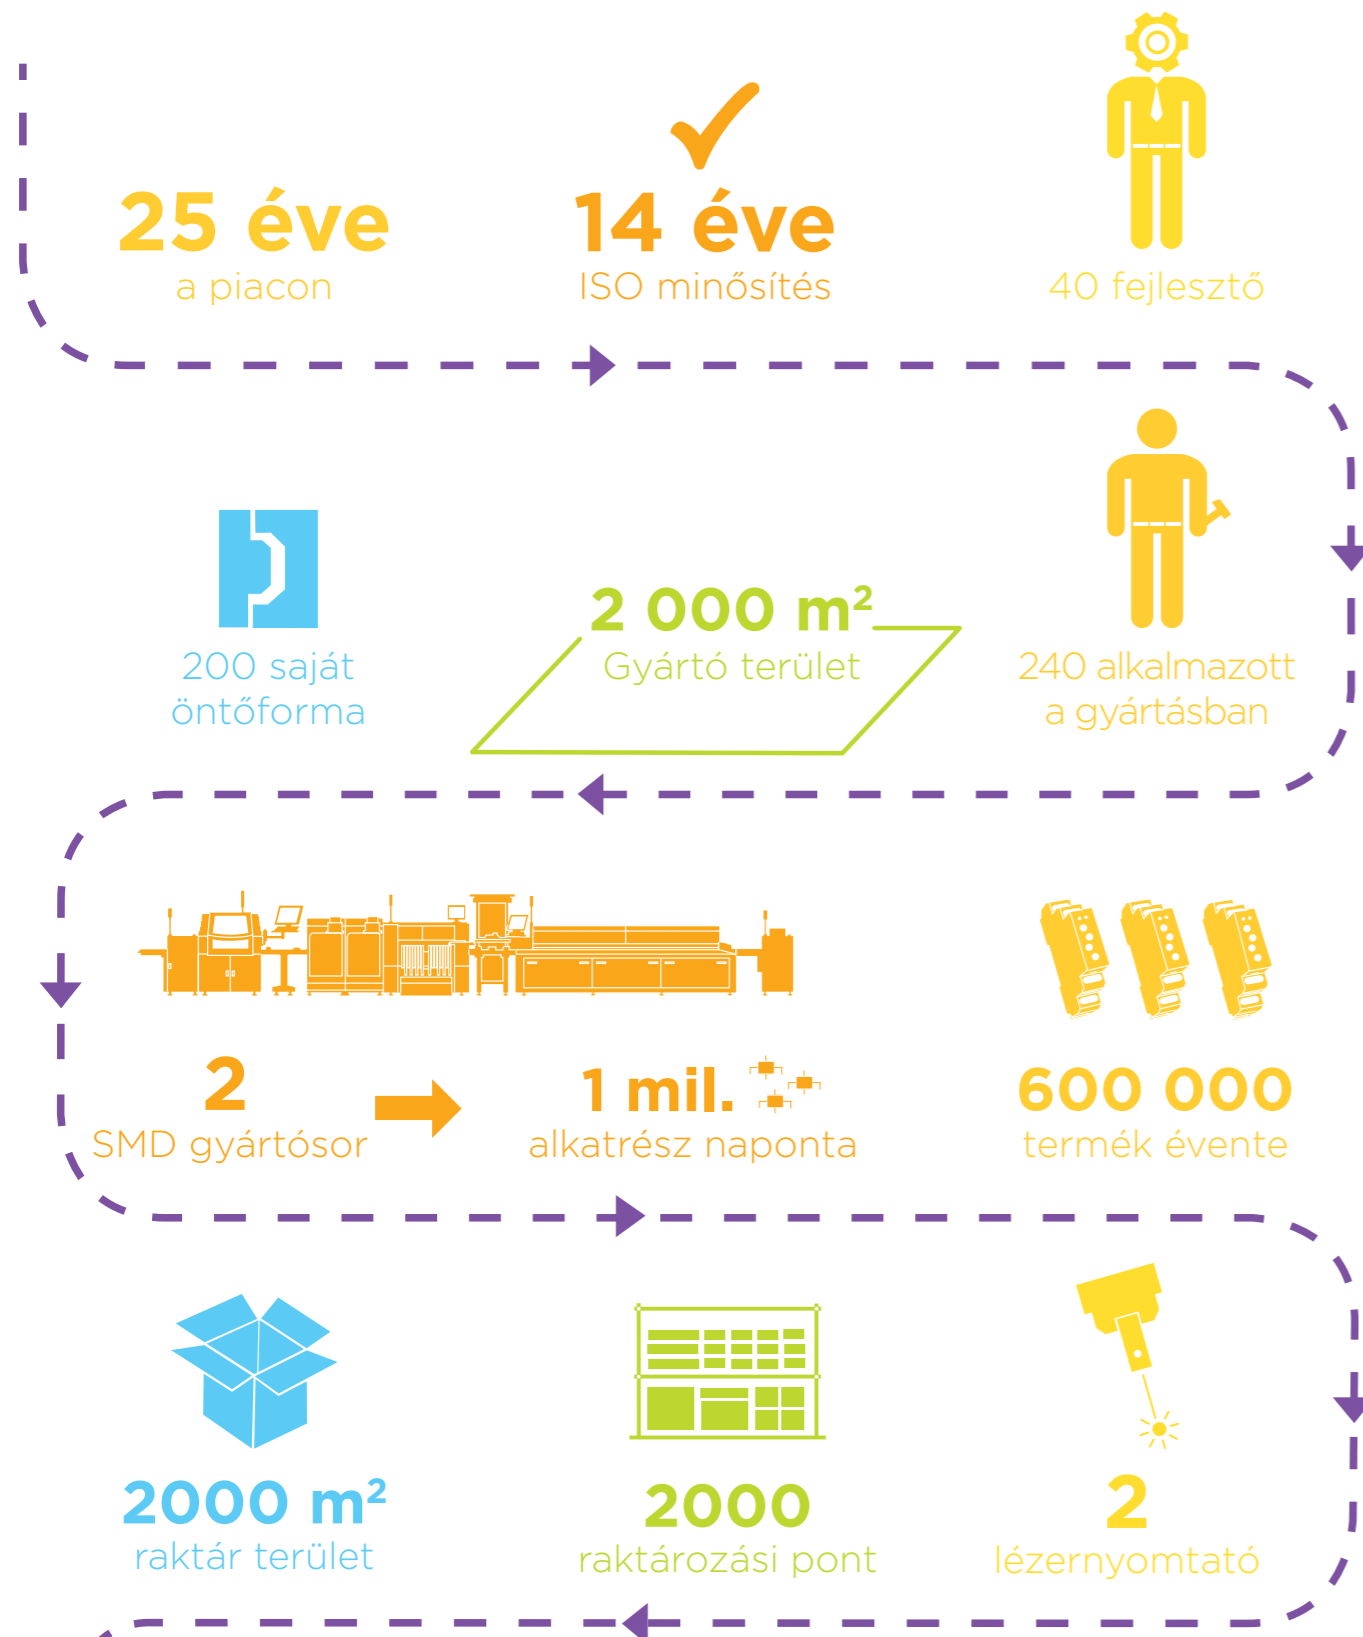 25 éve
a piacon
14 éve
ISO minősítés
40 fejlesztő
200 saját
öntőforma
2 000 m²
Gyártó terület
240 alkalmazott
a gyártásban
2
SMD gyártósor
1 mil.
alkatrész naponta
600 000
termék évente
2000 m²
raktár terület
2000
raktározási pont
2
lézernyomtató